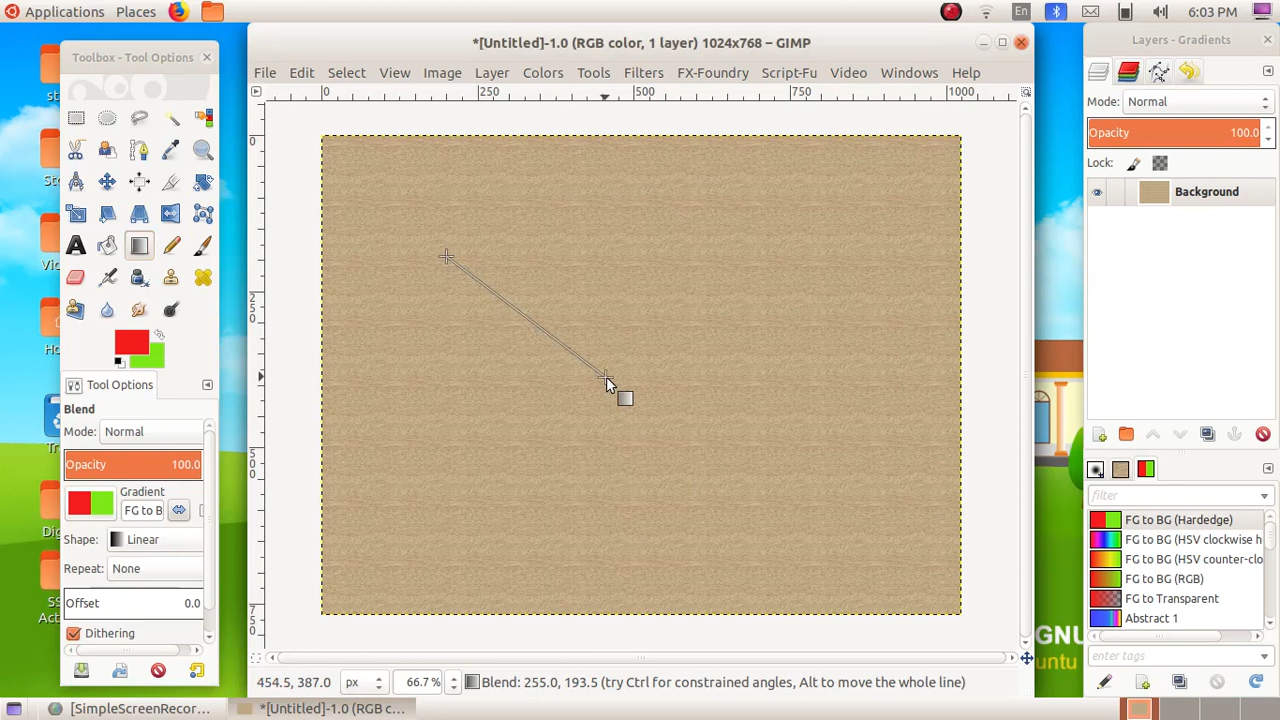 Applications Places En 6:03 PM
Toolbox - Tool Options
*[Untitled]-1.0 (RGB color, 1 layer) 1024x768 – GIMP
Layers - Gradients
File Edit Select View Image Layer Colors Tools Filters FX-Foundry Script-Fu Video Windows Help
0 250 500 750 1000
0
250
500
750
Mode: Normal
Opacity 100.0
Lock:
Background
Tool Options
Blend
Mode: Normal
Opacity 100.0
Gradient
FG to B
Shape: Linear
Repeat: None
Offset 0.0
Dithering
filter
FG to BG (Hardedge)
FG to BG (HSV clockwise h
FG to BG (HSV counter-clo
FG to BG (RGB)
FG to Transparent
Abstract 1
enter tags
GNU
untu
454.5, 387.0 px 66.7% Blend: 255.0, 193.5 (try Ctrl for constrained angles, Alt to move the whole line)
[SimpleScreenRecor... *[Untitled]-1.0 (RGB c...